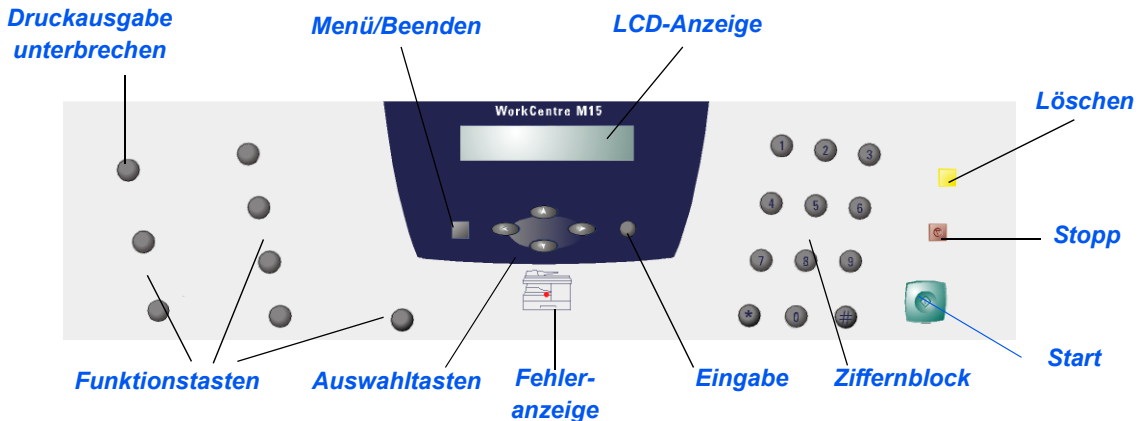 Druckausgabe
unterbrechen
Menü/Beenden
LCD-Anzeige
Löschen
WorkCentre M15
1 2 3
4 5 6
7 8 9
* 0 #
Stopp
Start
Funktionstasten
Auswahltasten
Fehler-
anzeige
Eingabe
Ziffernblock